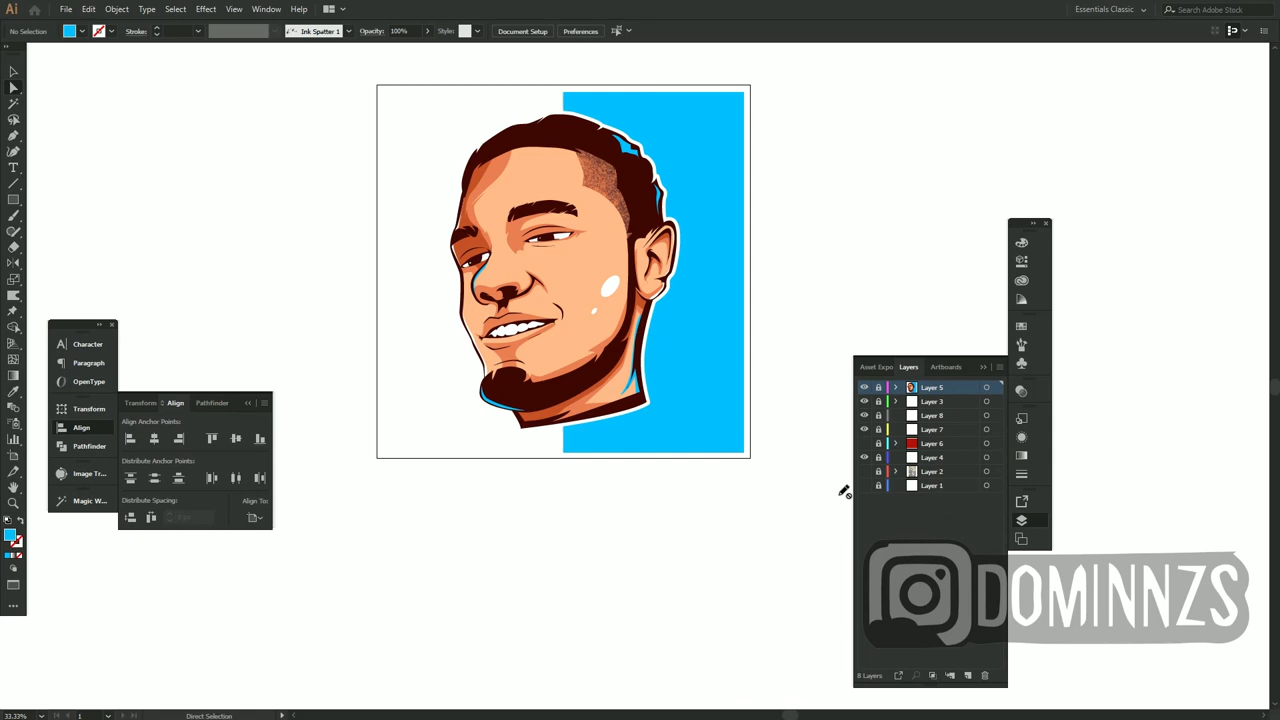 Ai File Edit Object Type Select Effect View Window Help Essentials Classic Search Adobe Stock
No Selection Stroke: Ink Spatter 1 Opacity: 100% Style: Document Setup Preferences
Character
Paragraph
OpenType
Transform
Align
Pathfinder
Image Tr...
Magic W...
Transform Align Pathfinder
Align Anchor Points:
Distribute Anchor Points:
Distribute Spacing: Align To:
Asset Expo Layers Artboards
Layer 5
Layer 3
Layer 8
Layer 7
Layer 6
Layer 4
Layer 2
Layer 1
8 Layers
DOMINNZS
33.33% 1 Direct Selection